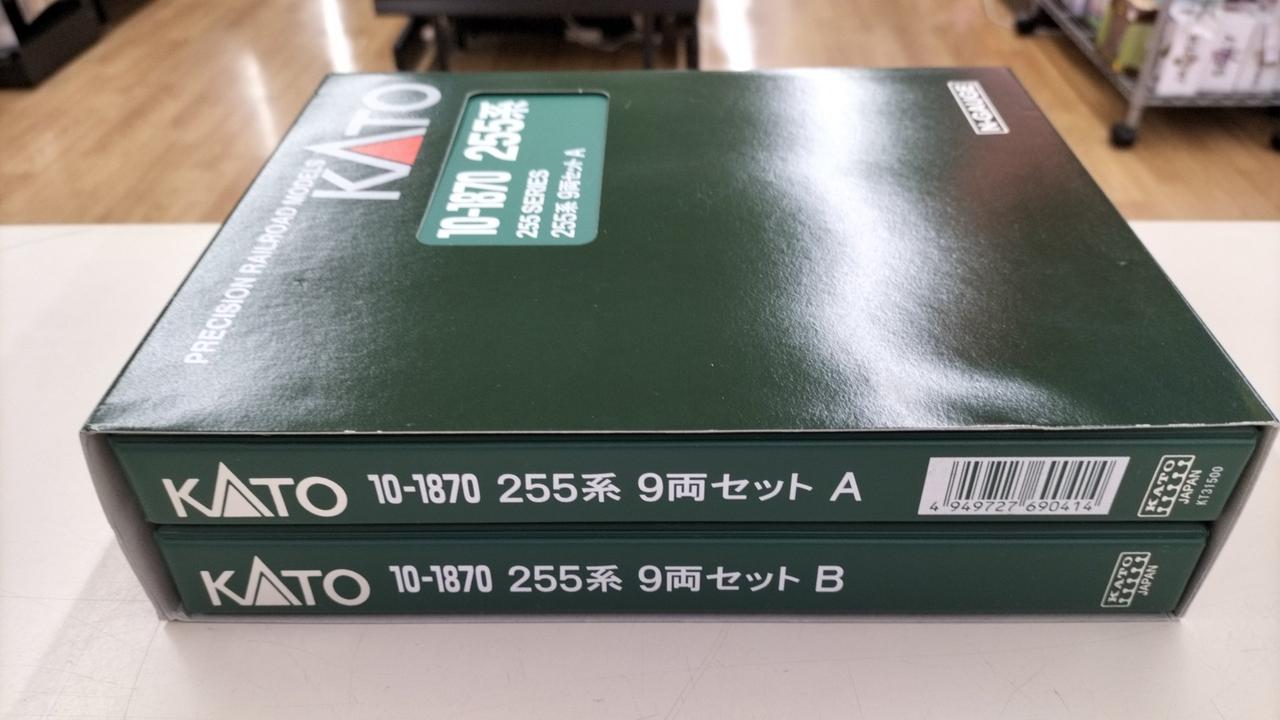 PRECISION RAILROAD MODELS
KATO
10-1870 255系
255 SERIES
255系 9両セット A
N-GAUGE
KATO 10-1870 255系 9両セット A
4 949727 690414
KATO
JAPAN
KT31500
KATO 10-1870 255系 9両セット B
KATO
JAPAN